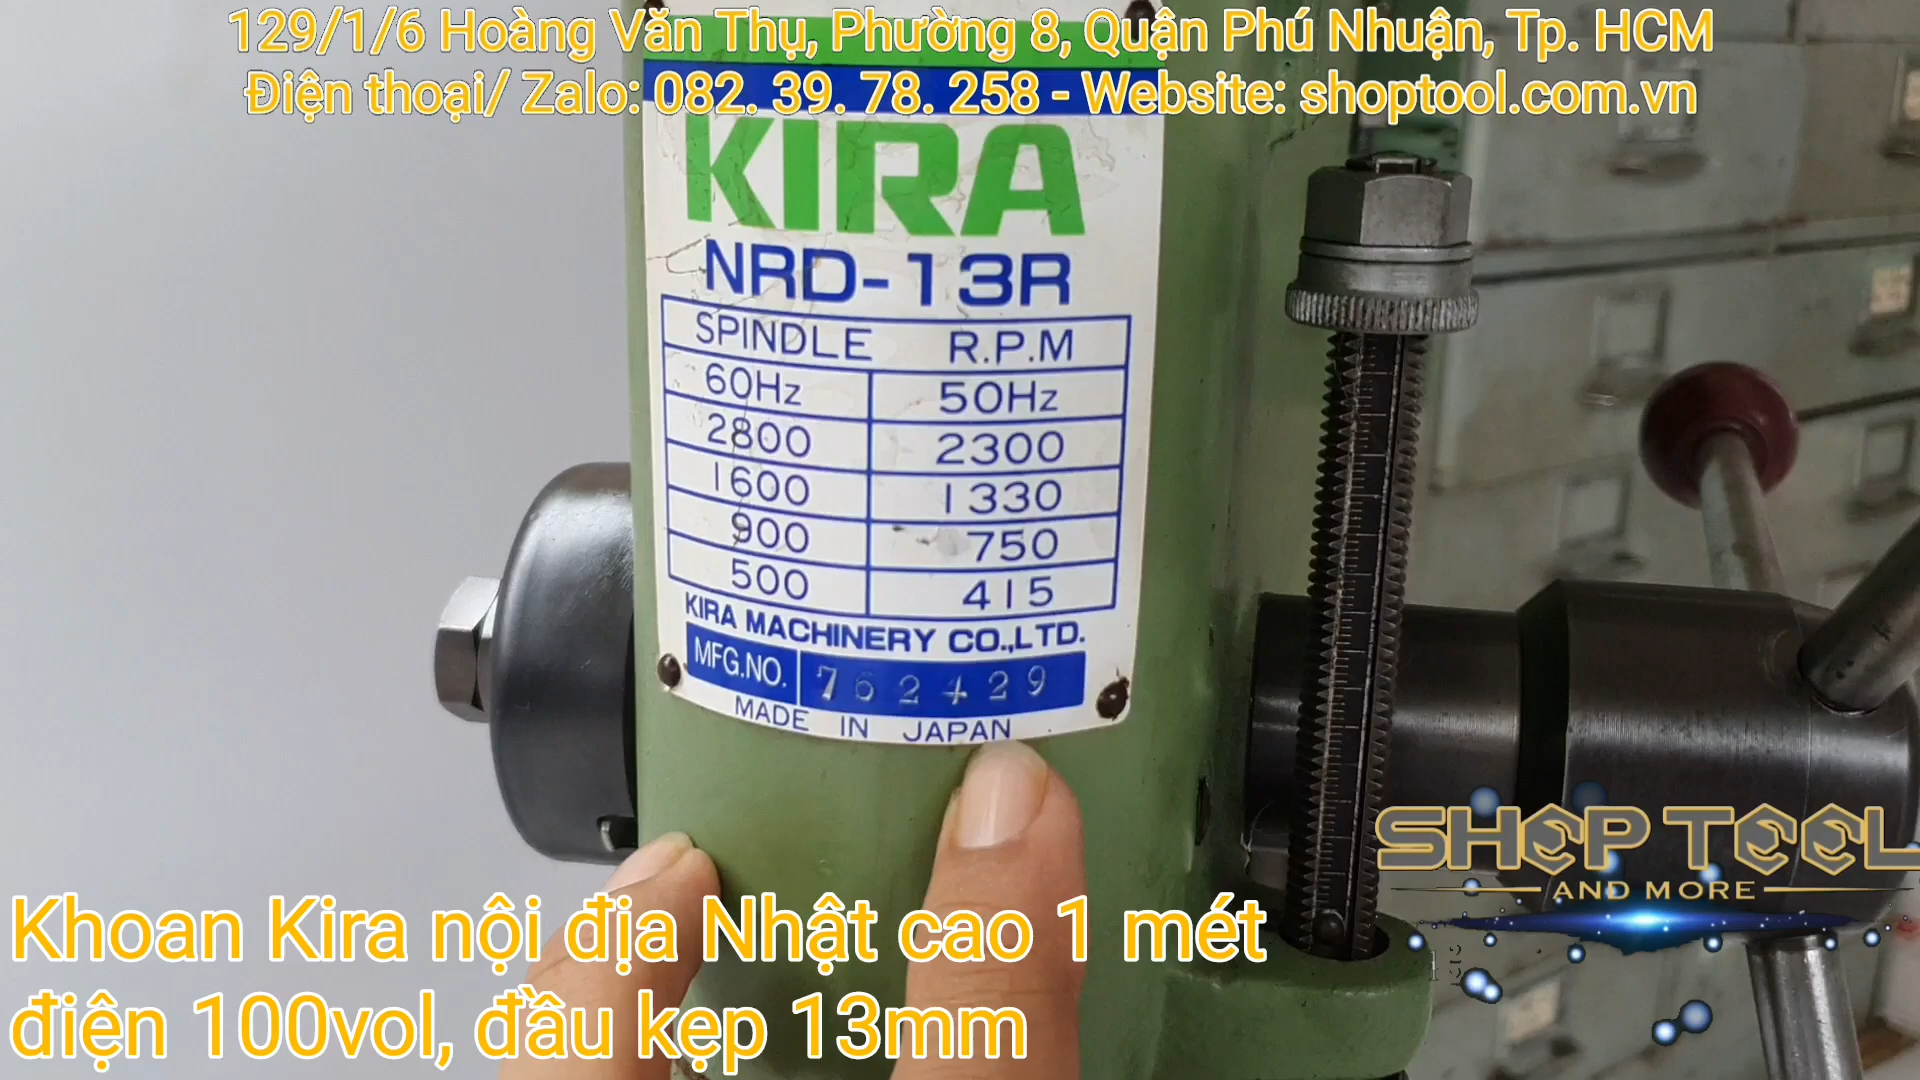 129/1/6 Hoàng Văn Thụ, Phường 8, Quận Phú Nhuận, Tp. HCM
Điện thoại/ Zalo: 082. 39. 78. 258 - Website: shoptool.com.vn
KIRA
NRD-13R
SPINDLE R.P.M
60Hz 50Hz
2800 2300
1600 1330
900 750
500 415
KIRA MACHINERY CO.,LTD.
MFG.NO. 762429
MADE IN JAPAN
SHOP TOOL
AND MORE
Khoan Kira nội địa Nhật cao 1 mét
điện 100vol, đầu kẹp 13mm